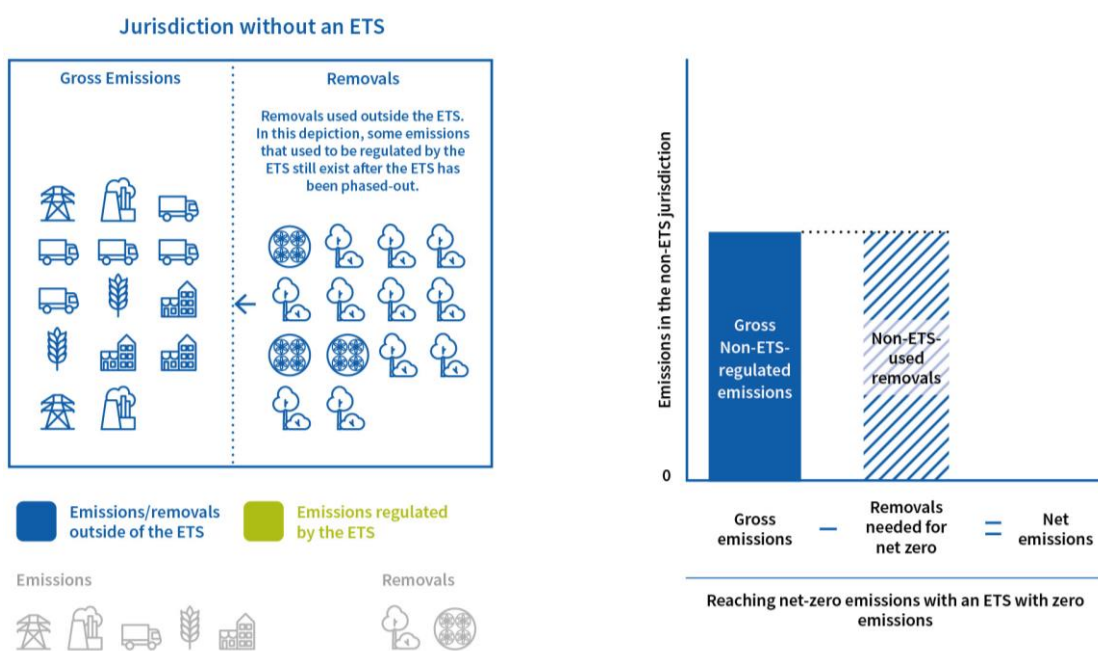 Jurisdiction without an ETS
Gross Emissions
Removals
Removals used outside the ETS.
In this depiction, some emissions
that used to be regulated by the
ETS still exist after the ETS has
been phased-out.
Emissions/removals
outside of the ETS
Emissions regulated
by the ETS
Emissions
Removals
Emissions in the non-ETS jurisdiction
0
Gross
Non-ETS-
regulated
emissions
Non-ETS-
used
removals
Gross
emissions
–
Removals
needed for
net zero
=
Net
emissions
Reaching net-zero emissions with an ETS with zero
emissions